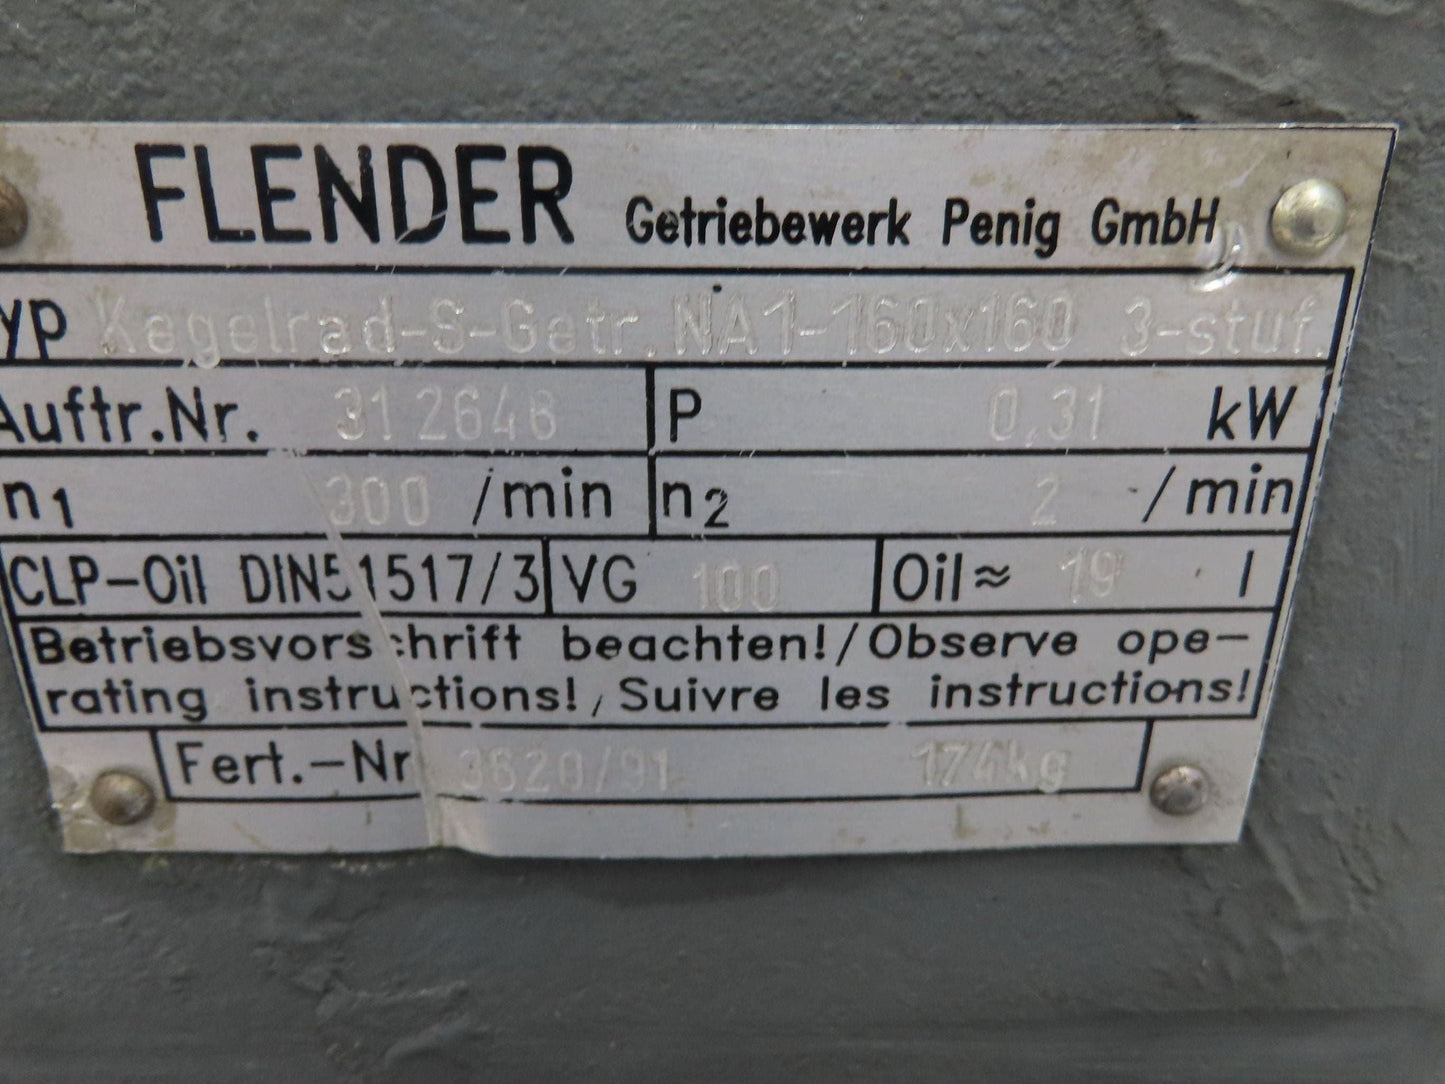 FLENDER Getriebewerk Penig GmbH
yp Kegelrad-S-Getr. NA1-160x160 3-stuf.
Auftr.Nr. 312646 P 0,31 kW
n1 300 /min n2 2 /min
CLP-Oil DIN51517/3 VG 100 Oil≈ 19 l
Betriebsvorschrift beachten!/Observe ope-
rating instructions!/Suivre les instructions!
Fert.-Nr 3620/91 174kg